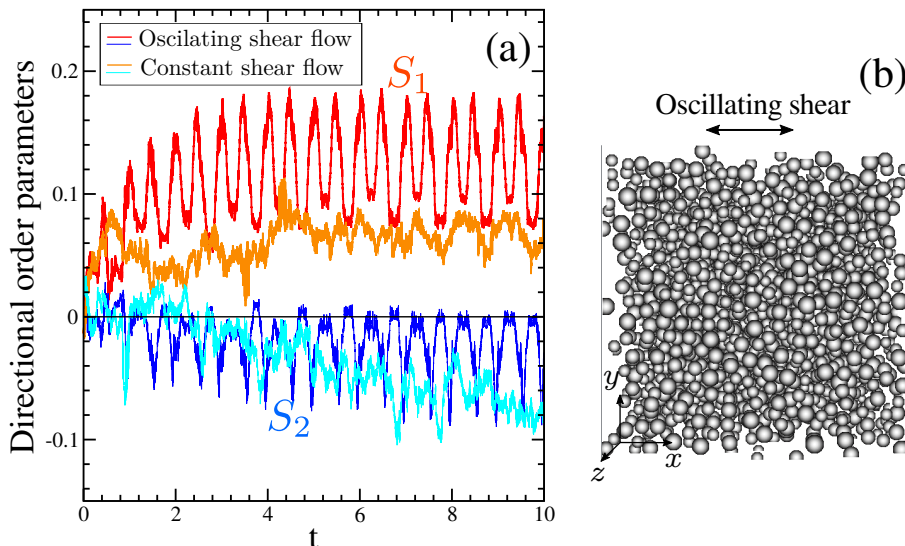 (a)
Oscilating shear flow
Constant shear flow
S1
S2
Directional order parameters
0.2
0.1
0
-0.1
0
2
4
6
8
10
t
(b)
Oscillating shear
y
x
z